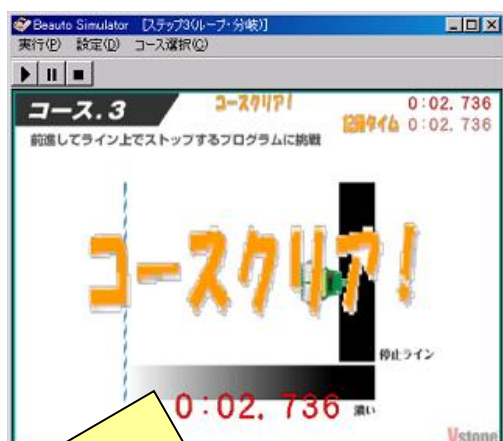 Beauto Simulator [ステップ3(ループ・分岐)]
実行(P) 設定(D) コース選択(C)
コース.3
コースクリア!
0:02.736
記録タイム 0:02.736
前進してライン上でストップするプログラムに挑戦
コースクリア!
停止ライン
0:02.736
濃い
Vstone